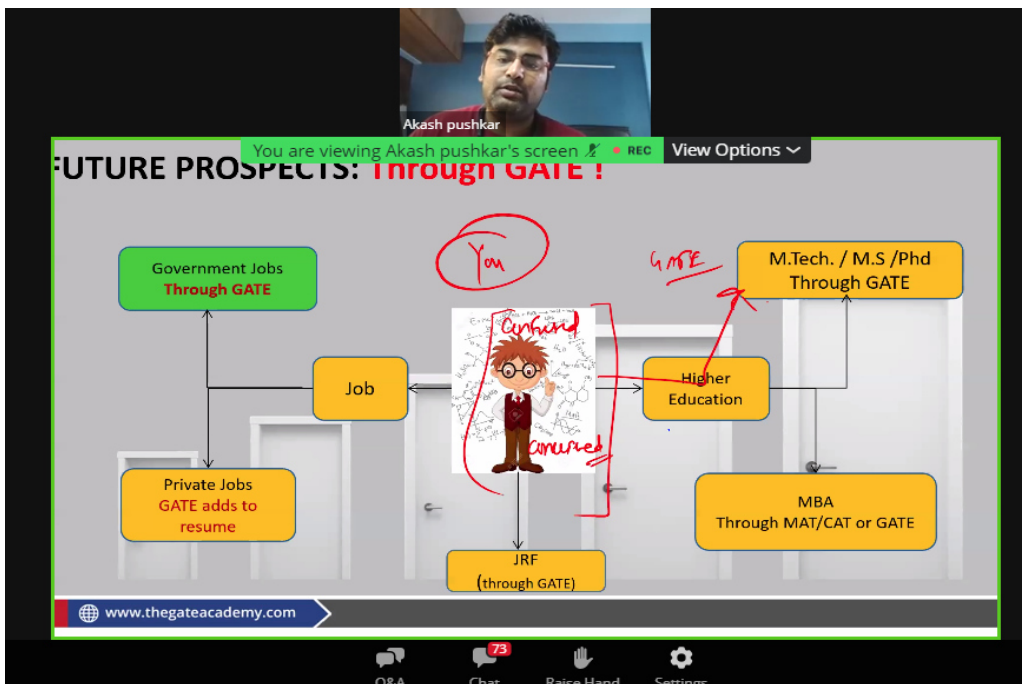 Akash pushkar
You are viewing Akash pushkar's screen
REC
View Options
FUTURE PROSPECTS: Through GATE !
You
GATE
Government Jobs
Through GATE
M.Tech. / M.S /Phd
Through GATE
Confused
Job
Higher
Education
Concerned
Private Jobs
GATE adds to
resume
MBA
Through MAT/CAT or GATE
JRF
(through GATE)
www.thegateacademy.com
73
Q&A
Chat
Raise Hand
Settings